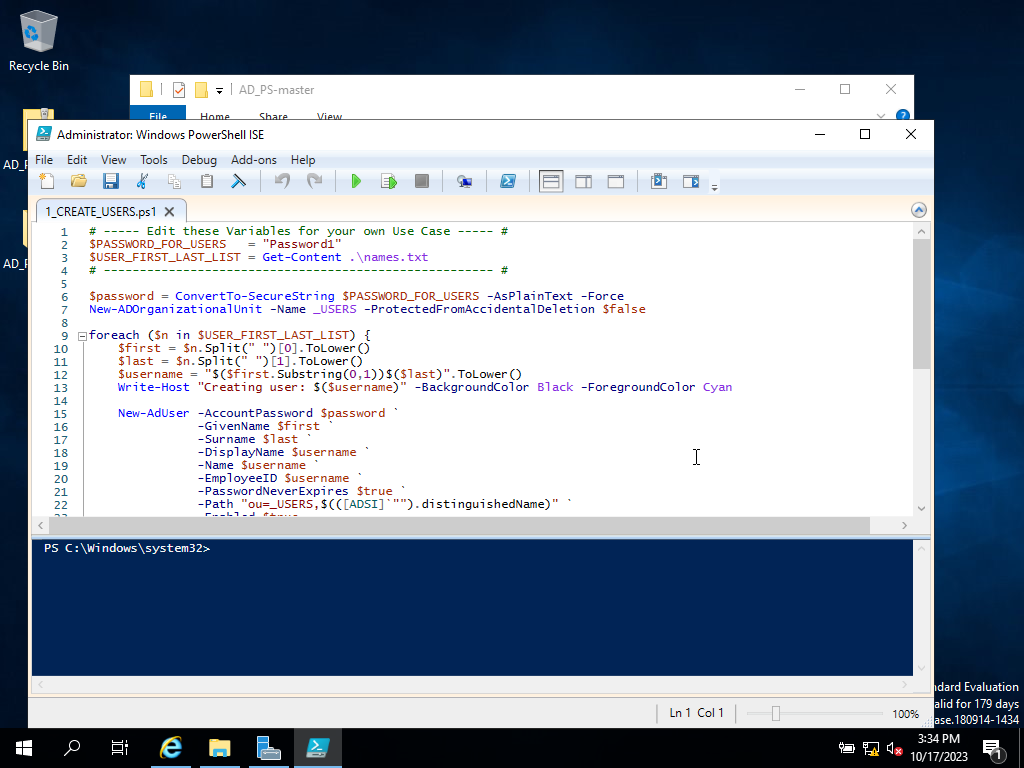 Recycle Bin
AD_PS-master
File Home Share View
Administrator: Windows PowerShell ISE
File Edit View Tools Debug Add-ons Help
1_CREATE_USERS.ps1
1 # ----- Edit these Variables for your own Use Case ----- #
2 $PASSWORD_FOR_USERS   = "Password1"
3 $USER_FIRST_LAST_LIST = Get-Content .\names.txt
4 # ------------------------------------------------------ #
5
6 $password = ConvertTo-SecureString $PASSWORD_FOR_USERS -AsPlainText -Force
7 New-ADOrganizationalUnit -Name _USERS -ProtectedFromAccidentalDeletion $false
8
9 foreach ($n in $USER_FIRST_LAST_LIST) {
10     $first = $n.Split(" ")[0].ToLower()
11     $last = $n.Split(" ")[1].ToLower()
12     $username = "$($first.Substring(0,1))$($last)".ToLower()
13     Write-Host "Creating user: $($username)" -BackgroundColor Black -ForegroundColor Cyan
14
15     New-AdUser -AccountPassword $password `
16                -GivenName $first `
17                -Surname $last `
18                -DisplayName $username `
19                -Name $username `
20                -EmployeeID $username `
21                -PasswordNeverExpires $true `
22                -Path "ou=_USERS,$(([ADSI]`"").distinguishedName)" `
23                -Enabled $true
PS C:\Windows\system32>
Ln 1 Col 1
100%
Evaluation
for 179 days
180914-1434
3:34 PM
10/17/2023
1